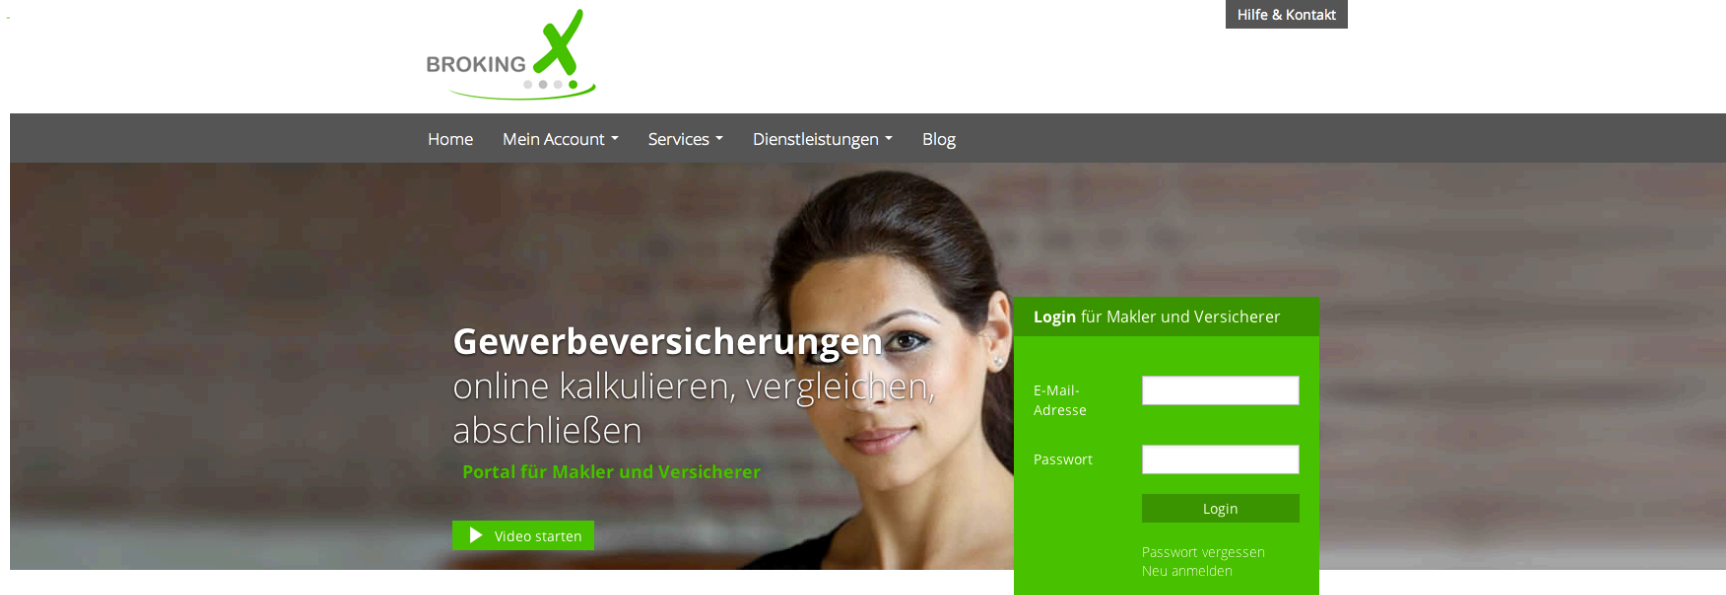 Hilfe & Kontakt
BROKING X
Home Mein Account Services Dienstleistungen Blog
Gewerbeversicherungen
online kalkulieren, vergleichen,
abschließen
Portal für Makler und Versicherer
Video starten
Login für Makler und Versicherer
E-Mail-
Adresse
Passwort
Login
Passwort vergessen
Neu anmelden